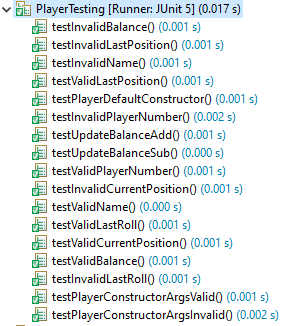 PlayerTesting [Runner: JUnit 5] (0.017 s)
testInvalidBalance() (0.001 s)
testInvalidLastPosition() (0.001 s)
testInvalidName() (0.001 s)
testValidLastPosition() (0.001 s)
testPlayerDefaultConstructor() (0.001 s)
testInvalidPlayerNumber() (0.002 s)
testUpdateBalanceAdd() (0.001 s)
testUpdateBalanceSub() (0.000 s)
testValidPlayerNumber() (0.001 s)
testInvalidCurrentPosition() (0.001 s)
testValidName() (0.000 s)
testValidLastRoll() (0.001 s)
testValidCurrentPosition() (0.001 s)
testValidBalance() (0.001 s)
testInvalidLastRoll() (0.001 s)
testPlayerConstructorArgsValid() (0.001 s)
testPlayerConstructorArgsInvalid() (0.002 s)